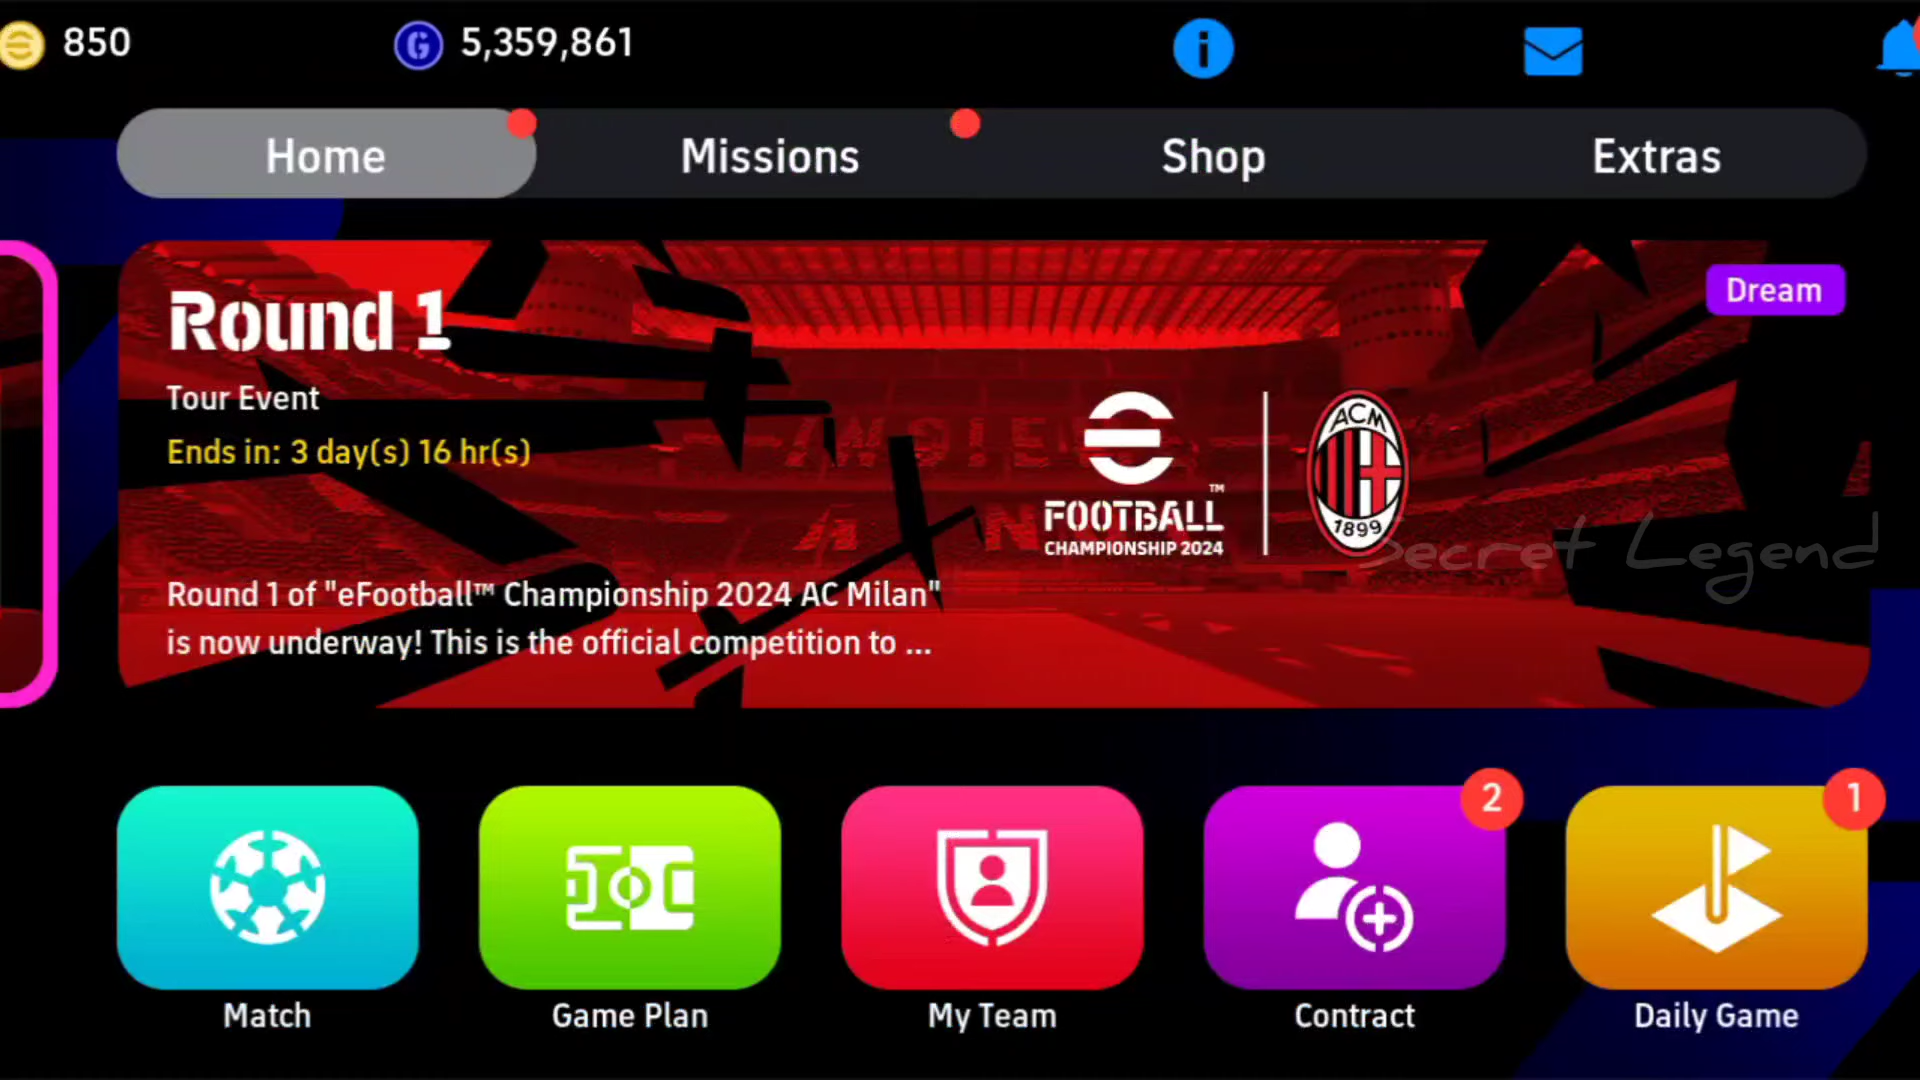 850
5,359,861
Home
Missions
Shop
Extras
Round 1
Dream
Tour Event
Ends in: 3 day(s) 16 hr(s)
FOOTBALL™
CHAMPIONSHIP 2024
ACM
1899
Secret Legend
Round 1 of "eFootball™ Championship 2024 AC Milan"
is now underway! This is the official competition to ...
2
1
Match
Game Plan
My Team
Contract
Daily Game